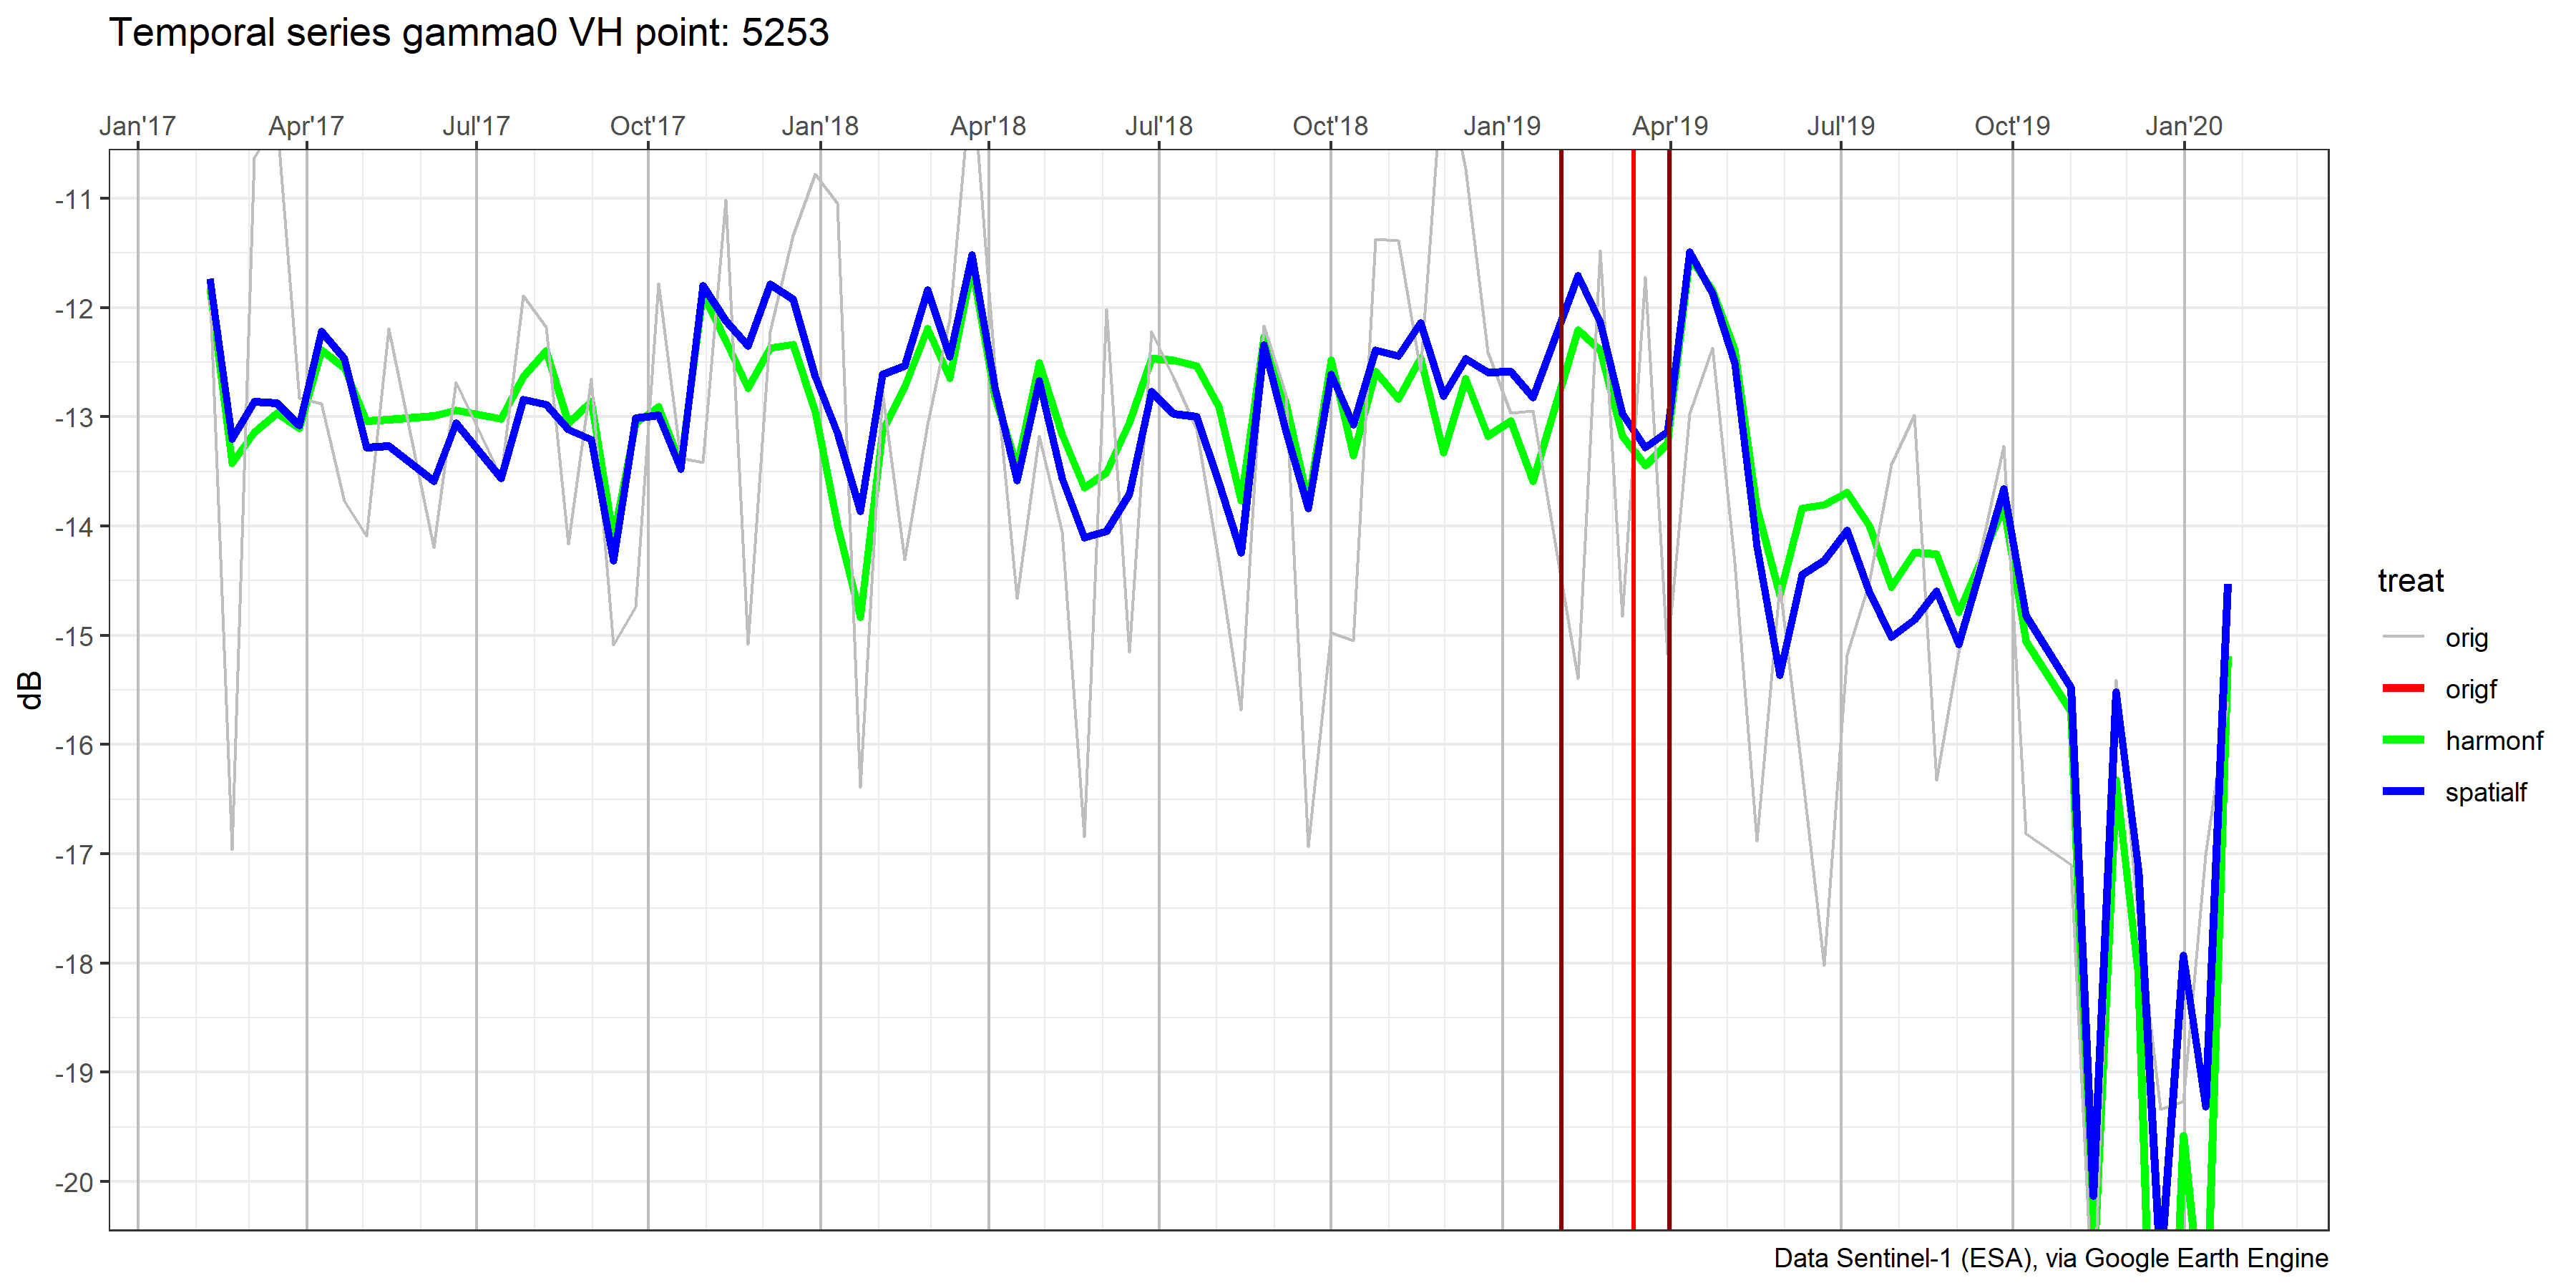 Temporal series gamma0 VH point: 5253
Jan'17 Apr'17 Jul'17 Oct'17 Jan'18 Apr'18 Jul'18 Oct'18 Jan'19 Apr'19 Jul'19 Oct'19 Jan'20
-11
-12
-13
-14
-15
-16
-17
-18
-19
-20
dB
treat
orig
origf
harmonf
spatialf
Data Sentinel-1 (ESA), via Google Earth Engine